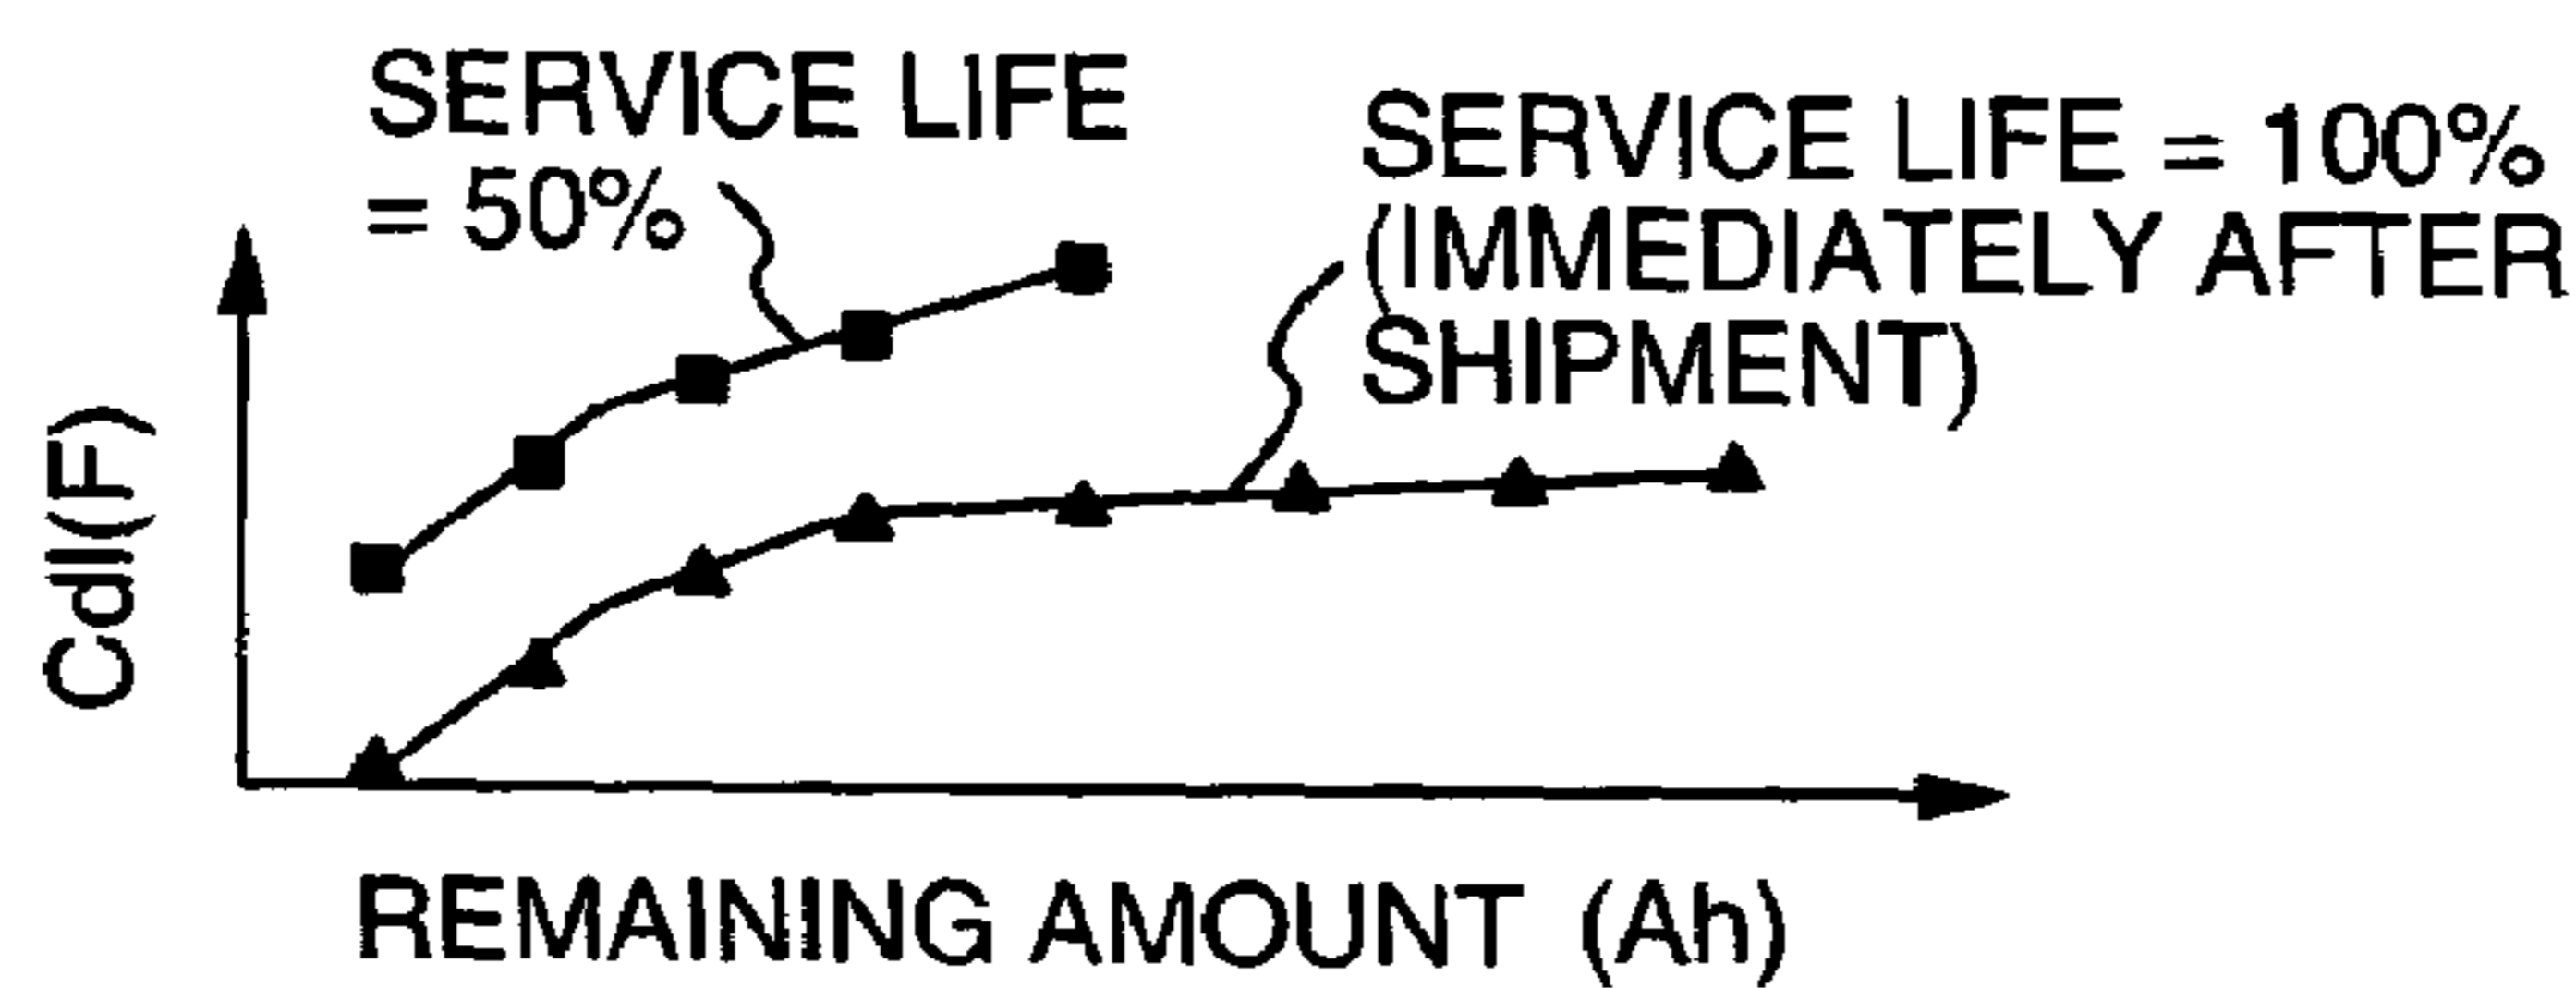 SERVICE LIFE
= 50%
SERVICE LIFE = 100%
(IMMEDIATELY AFTER
SHIPMENT)
Cdl(F)
REMAINING AMOUNT (Ah)